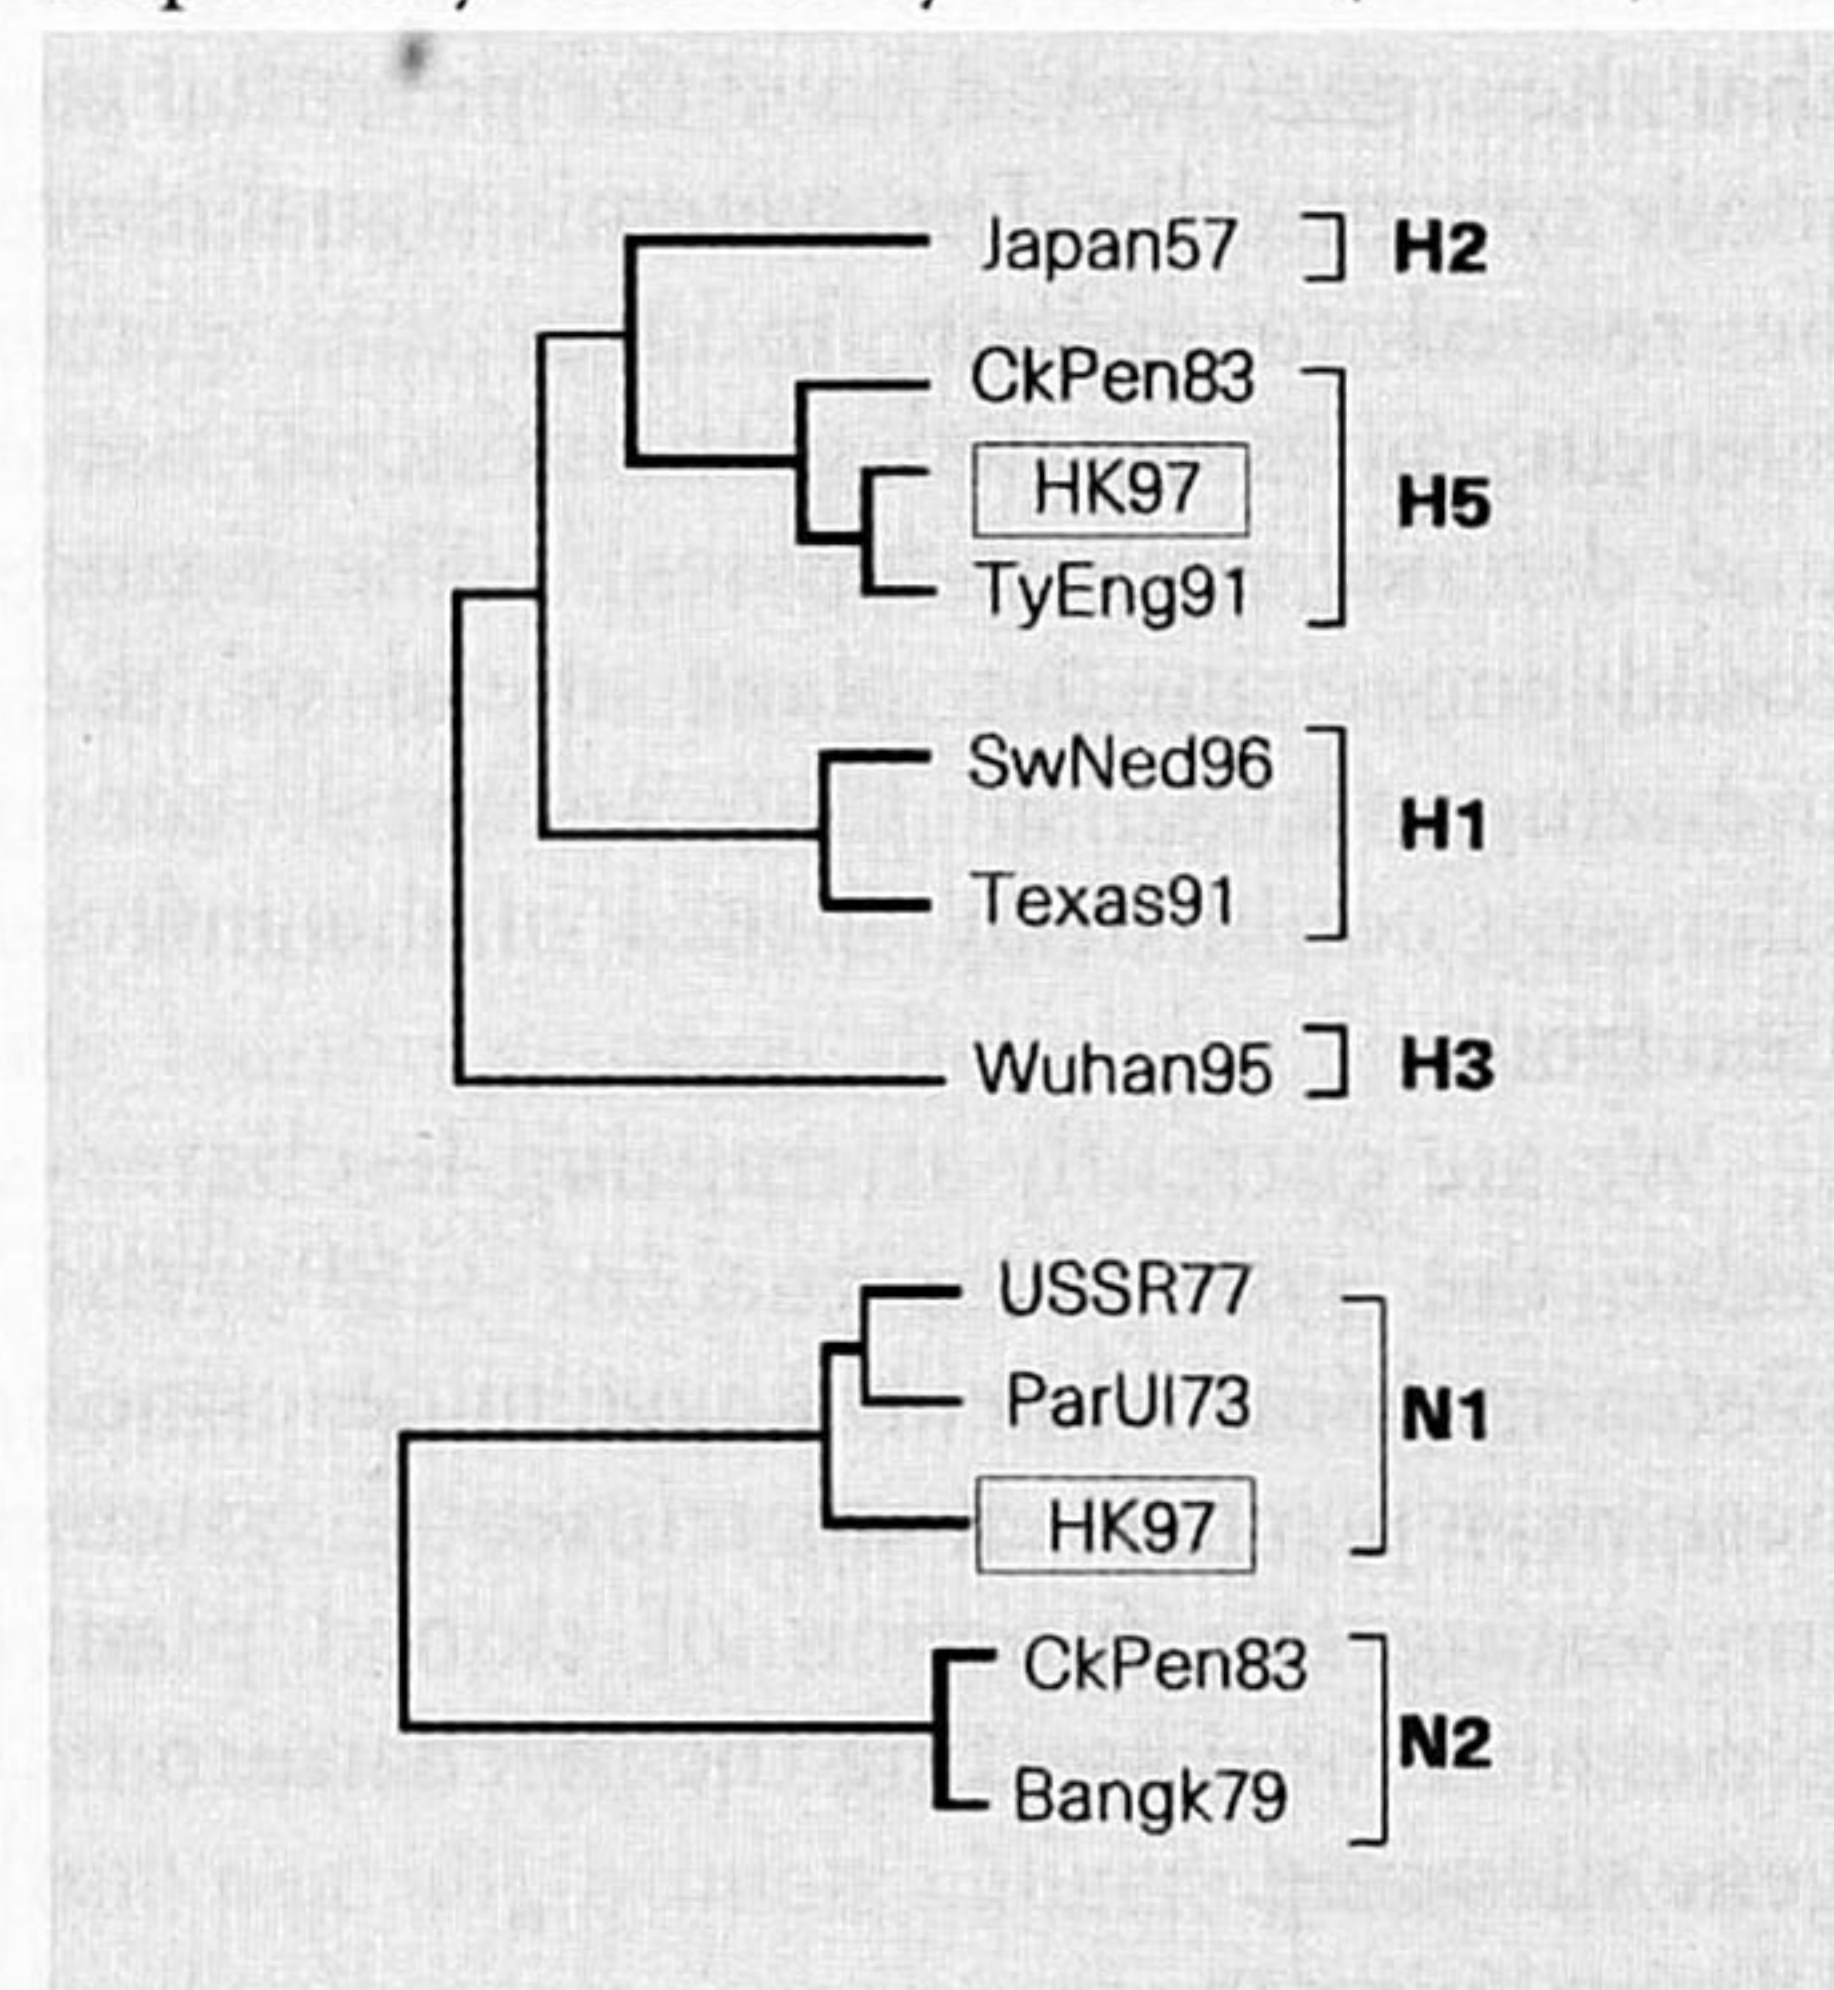 Japan57 H2
CkPen83
HK97 H5
TyEng91
SwNed96
H1
Texas91
Wuhan95 H3
USSR77
ParUl73 N1
HK97
CkPen83
N2
Bangk79